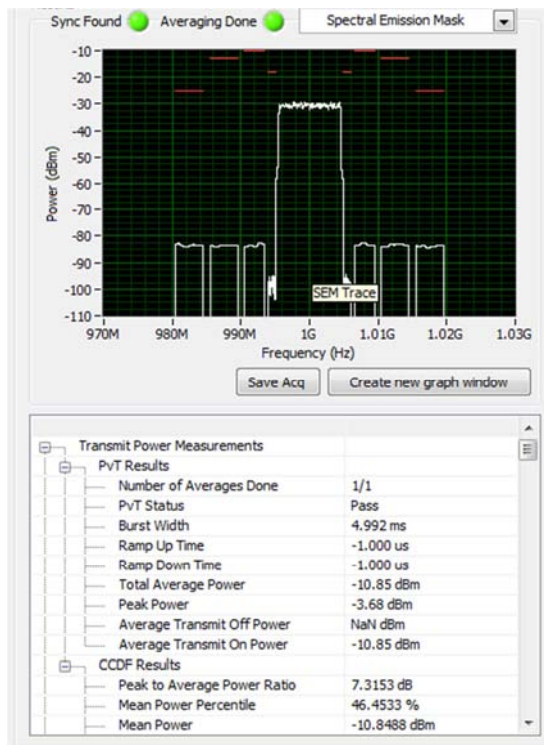 Sync Found Averaging Done Spectral Emission Mask
-10
-20
-30
-40
-50
-60
-70
-80
-90
-100
-110
Power (dBm)
SEM Trace
970M 980M 990M 1G 1.01G 1.02G 1.03G
Frequency (Hz)
Save Acq Create new graph window
Transmit Power Measurements
PvT Results
Number of Averages Done 1/1
PvT Status Pass
Burst Width 4.992 ms
Ramp Up Time -1.000 us
Ramp Down Time -1.000 us
Total Average Power -10.85 dBm
Peak Power -3.68 dBm
Average Transmit Off Power NaN dBm
Average Transmit On Power -10.85 dBm
CCDF Results
Peak to Average Power Ratio 7.3153 dB
Mean Power Percentile 46.4533 %
Mean Power -10.8488 dBm